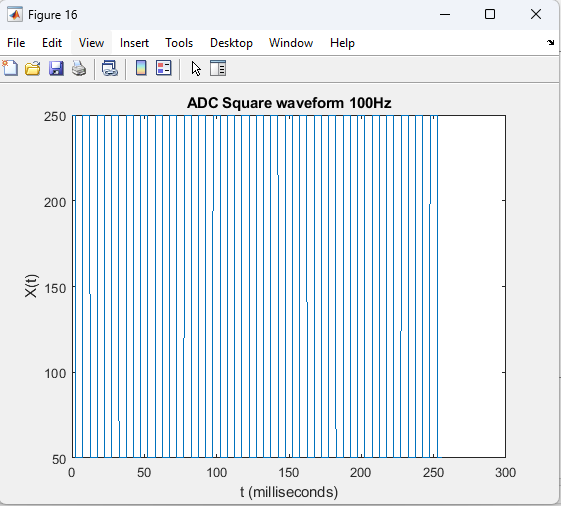 Figure 16
File Edit View Insert Tools Desktop Window Help
ADC Square waveform 100Hz
250
200
150
100
50
X(t)
0 50 100 150 200 250 300
t (milliseconds)